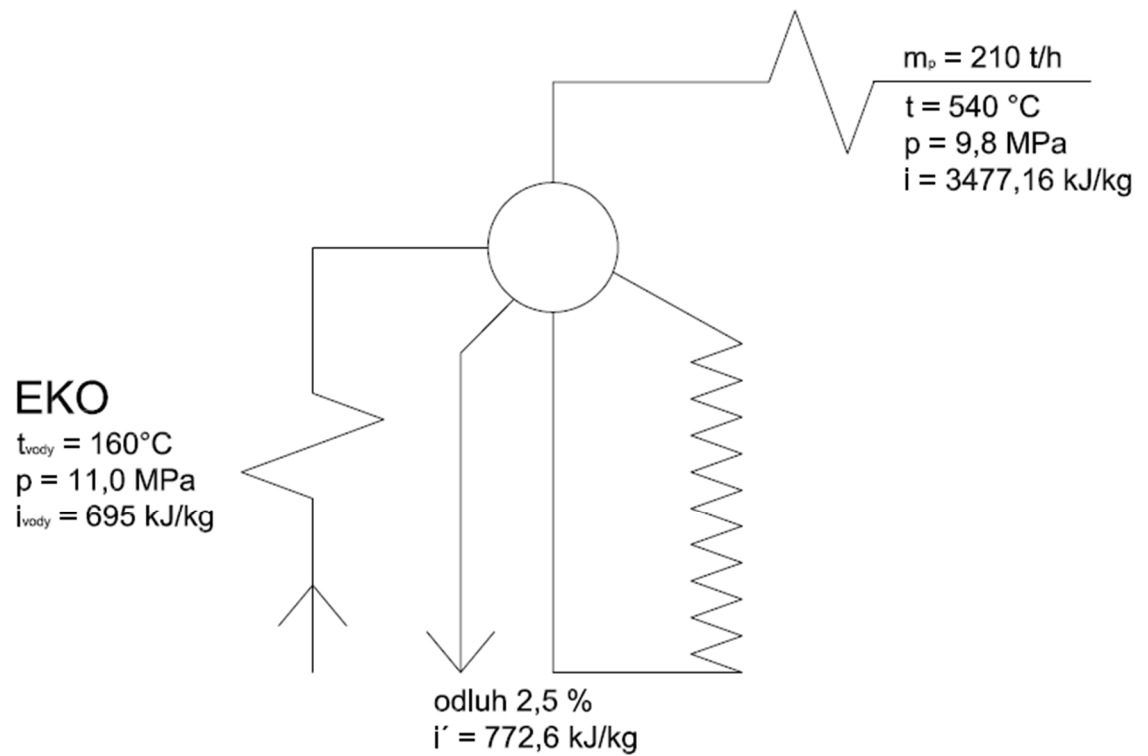 mₚ = 210 t/h
t = 540 °C
p = 9,8 MPa
i = 3477,16 kJ/kg
EKO
tvody = 160°C
p = 11,0 MPa
ivody = 695 kJ/kg
odluh 2,5 %
i´ = 772,6 kJ/kg